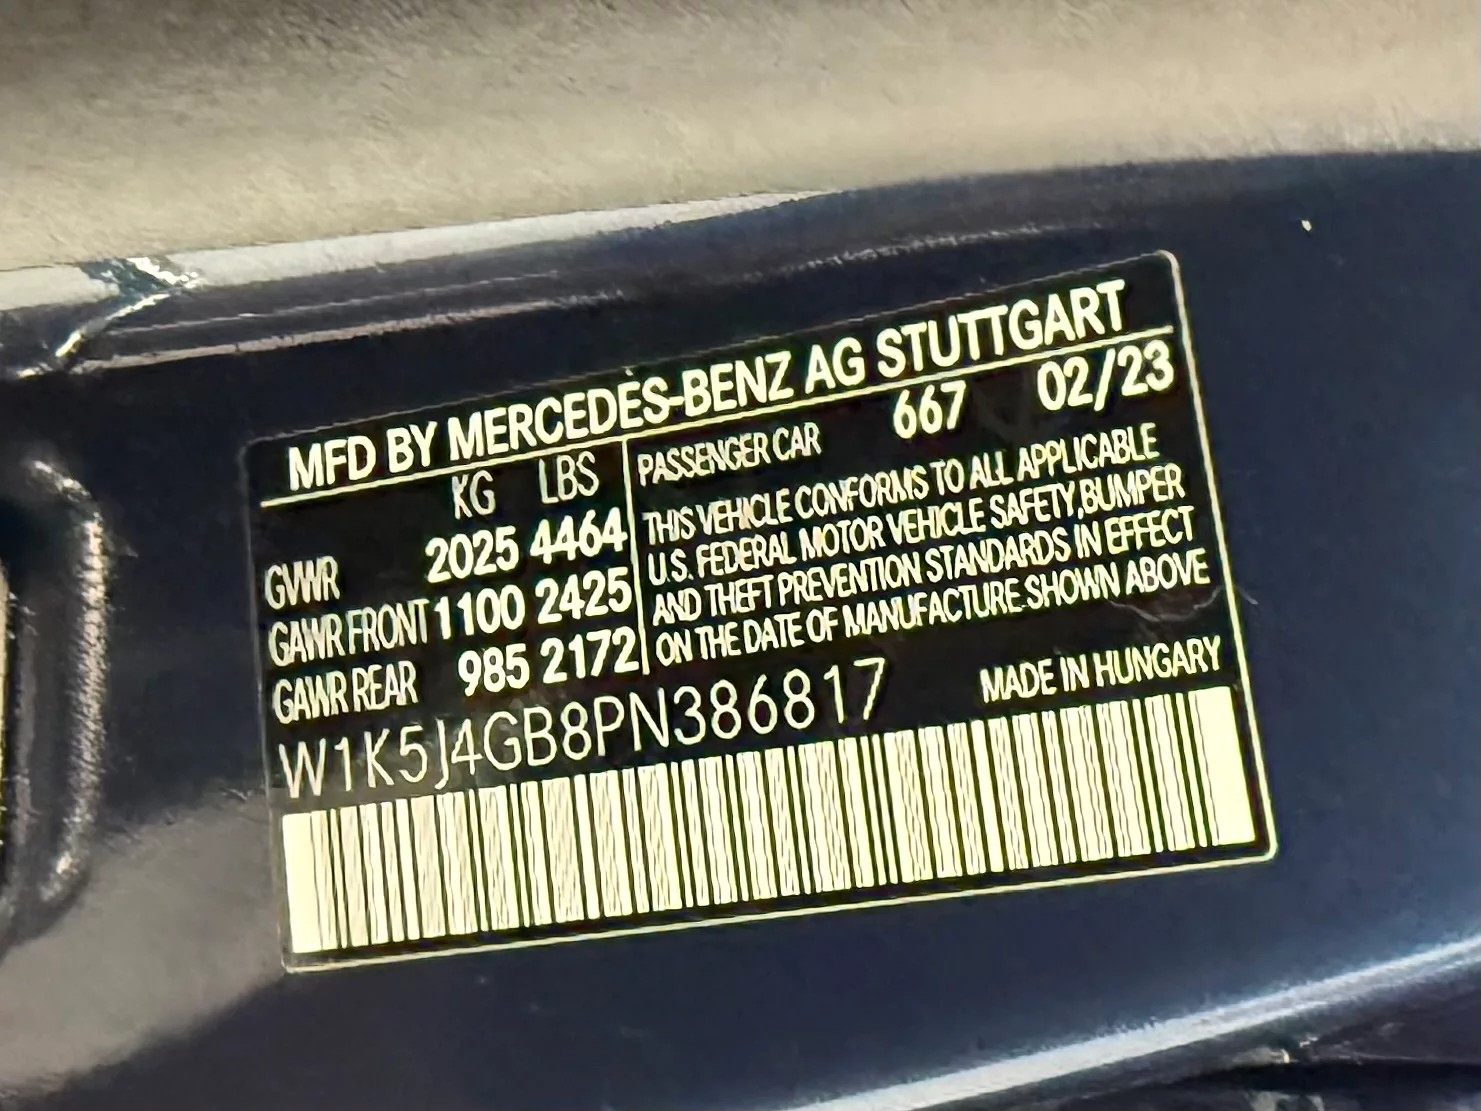 MFD BY MERCEDES-BENZ AG STUTTGART
KG LBS
GVWR 2025 4464
GAWR FRONT 1100 2425
GAWR REAR 985 2172
PASSENGER CAR 667 02/23
THIS VEHICLE CONFORMS TO ALL APPLICABLE
U.S. FEDERAL MOTOR VEHICLE SAFETY,BUMPER
AND THEFT PREVENTION STANDARDS IN EFFECT
ON THE DATE OF MANUFACTURE SHOWN ABOVE
W1K5J4GB8PN386817 MADE IN HUNGARY